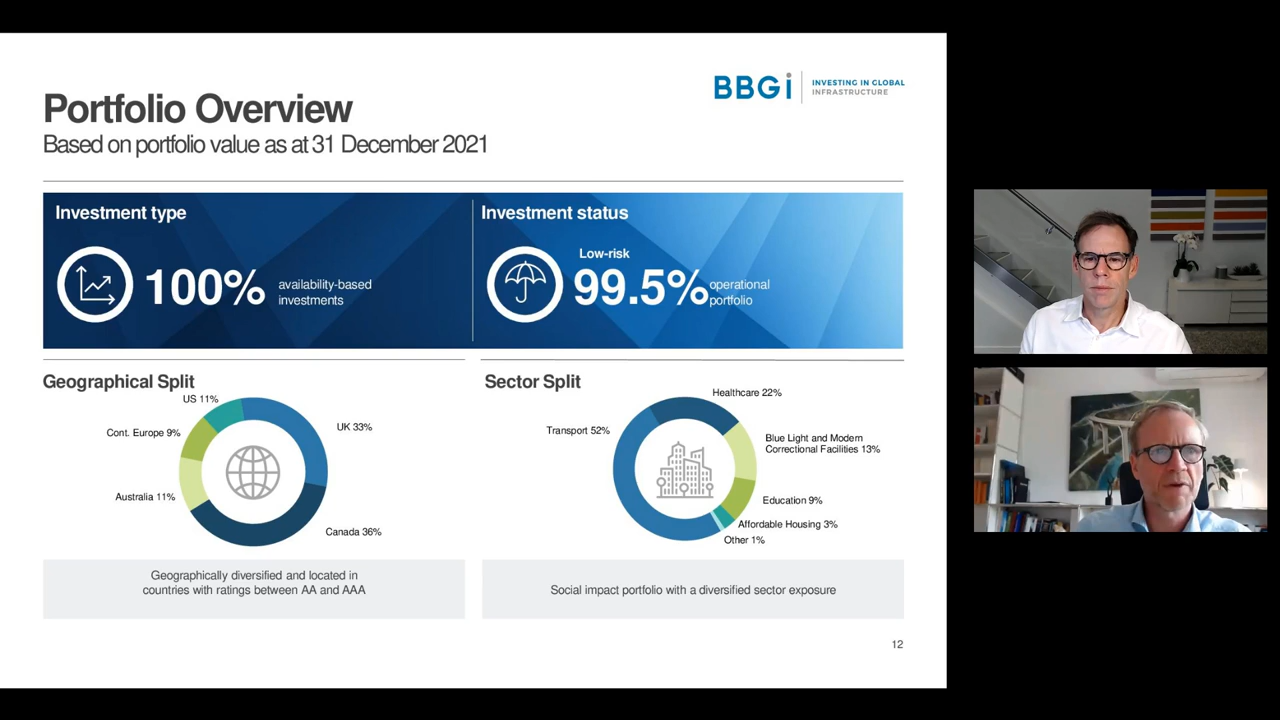 Portfolio Overview
Based on portfolio value as at 31 December 2021
BBGi
INVESTING IN GLOBAL
INFRASTRUCTURE
Investment type
100%
availability-based
investments
Investment status
Low-risk
99.5%
operational
portfolio
Geographical Split
US 11%
UK 33%
Cont. Europe 9%
Australia 11%
Canada 36%
Geographically diversified and located in
countries with ratings between AA and AAA
Sector Split
Healthcare 22%
Transport 52%
Blue Light and Modern
Correctional Facilities 13%
Education 9%
Affordable Housing 3%
Other 1%
Social impact portfolio with a diversified sector exposure
12